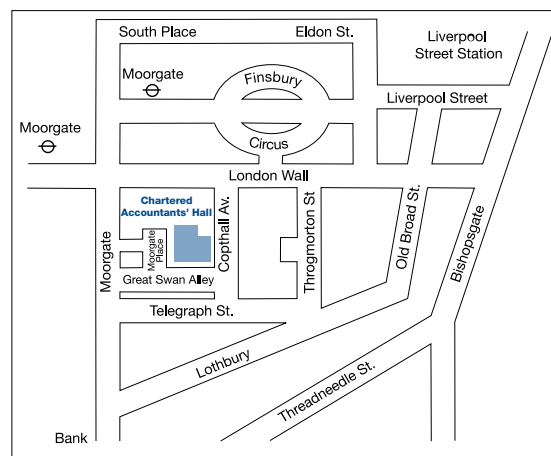 South Place
Eldon St.
Liverpool
Street Station
Moorgate
Finsbury
Liverpool Street
Moorgate
Circus
London Wall
Chartered
Accountants' Hall
Moorgate
Moorgate
Place
Copthall Av.
Throgmorton St
Old Broad St.
Bishopsgate
Great Swan Alley
Telegraph St.
Lothbury
Threadneedle St.
Bank